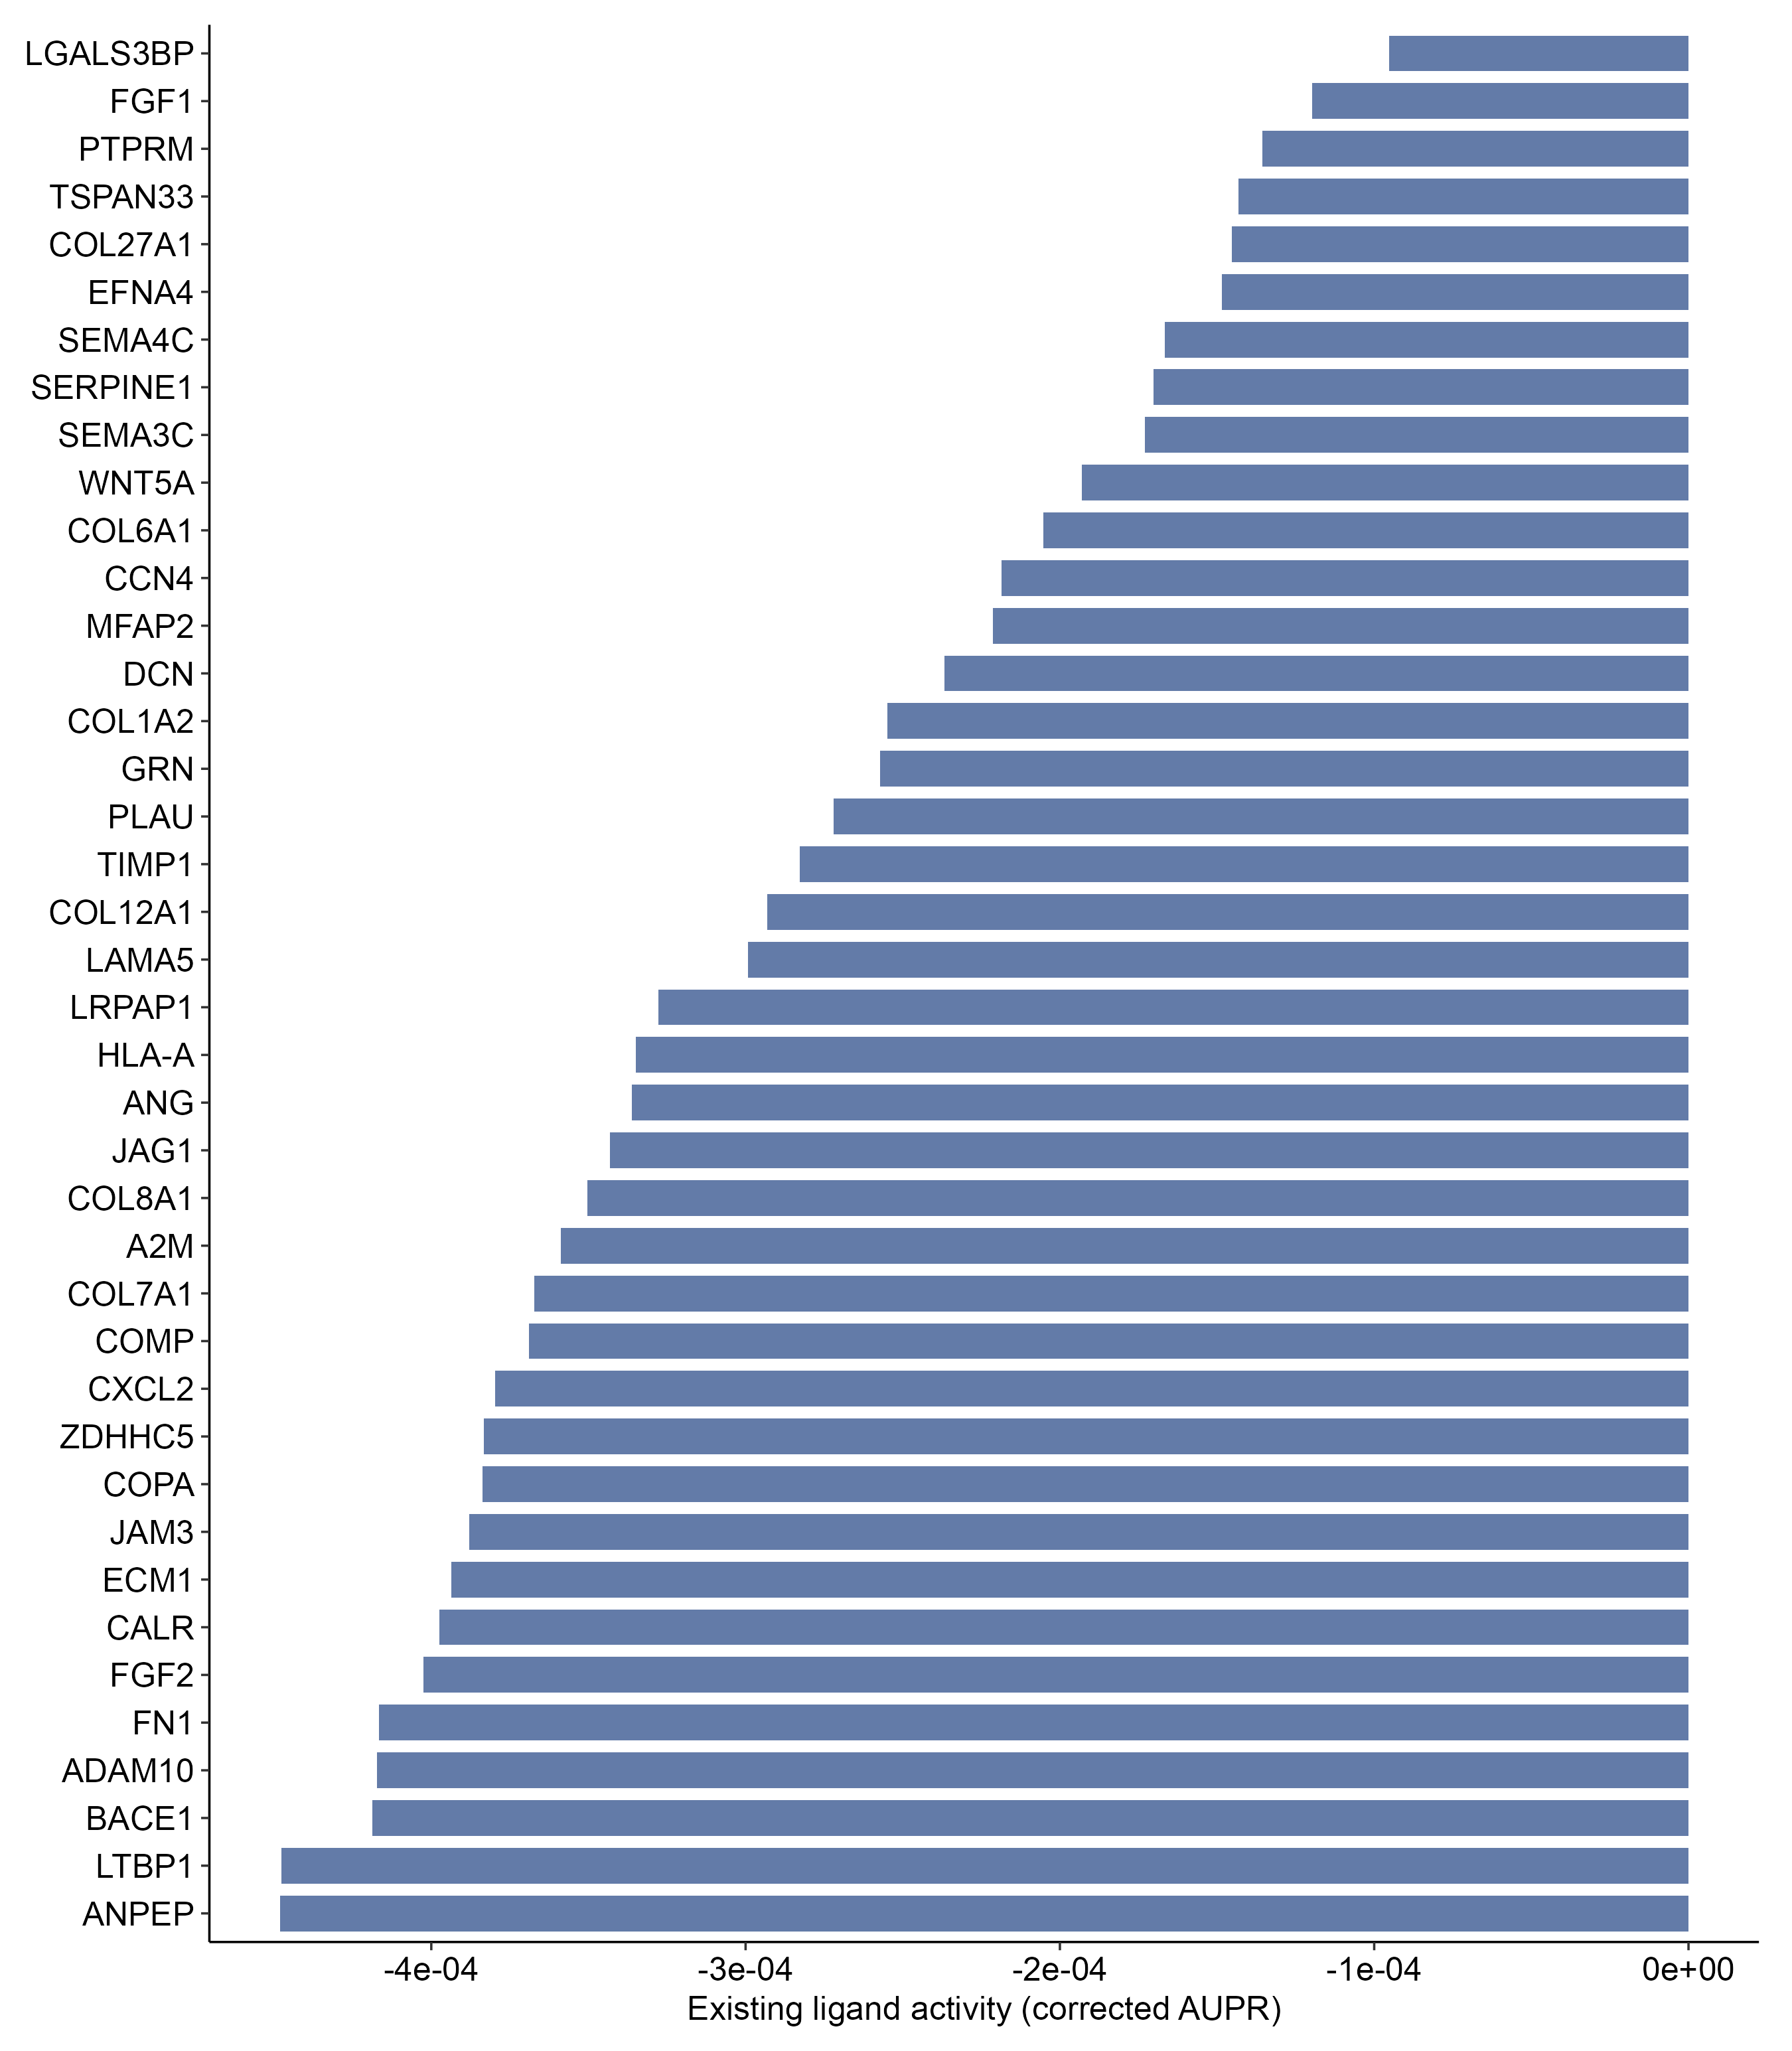 LGALS3BP
FGF1
PTPRM
TSPAN33
COL27A1
EFNA4
SEMA4C
SERPINE1
SEMA3C
WNT5A
COL6A1
CCN4
MFAP2
DCN
COL1A2
GRN
PLAU
TIMP1
COL12A1
LAMA5
LRPAP1
HLA-A
ANG
JAG1
COL8A1
A2M
COL7A1
COMP
CXCL2
ZDHHC5
COPA
JAM3
ECM1
CALR
FGF2
FN1
ADAM10
BACE1
LTBP1
ANPEP
-4e-04 -3e-04 -2e-04 -1e-04 0e+00
Existing ligand activity (corrected AUPR)